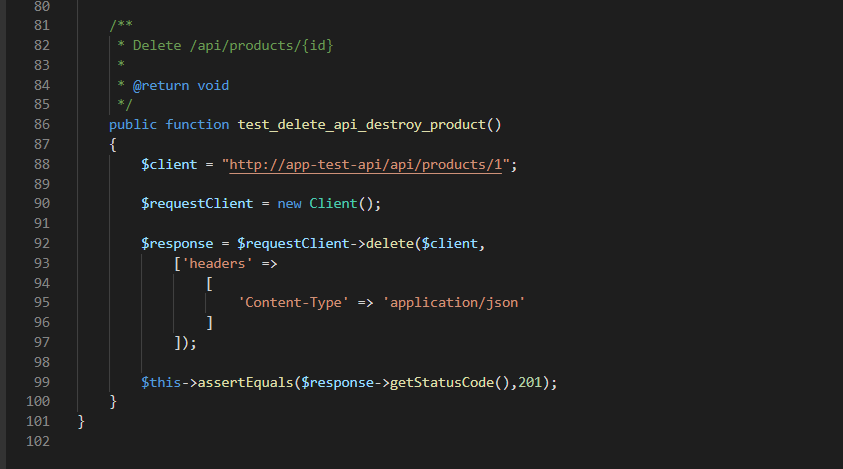 80
81 /**
82 * Delete /api/products/{id}
83 *
84 * @return void
85 */
86 public function test_delete_api_destroy_product()
87 {
88 $client = "http://app-test-api/api/products/1";
89
90 $requestClient = new Client();
91
92 $response = $requestClient->delete($client,
93 ['headers' =>
94 [
95 'Content-Type' => 'application/json'
96 ]
97 ]);
98
99 $this->assertEquals($response->getStatusCode(),201);
100 }
101 }
102